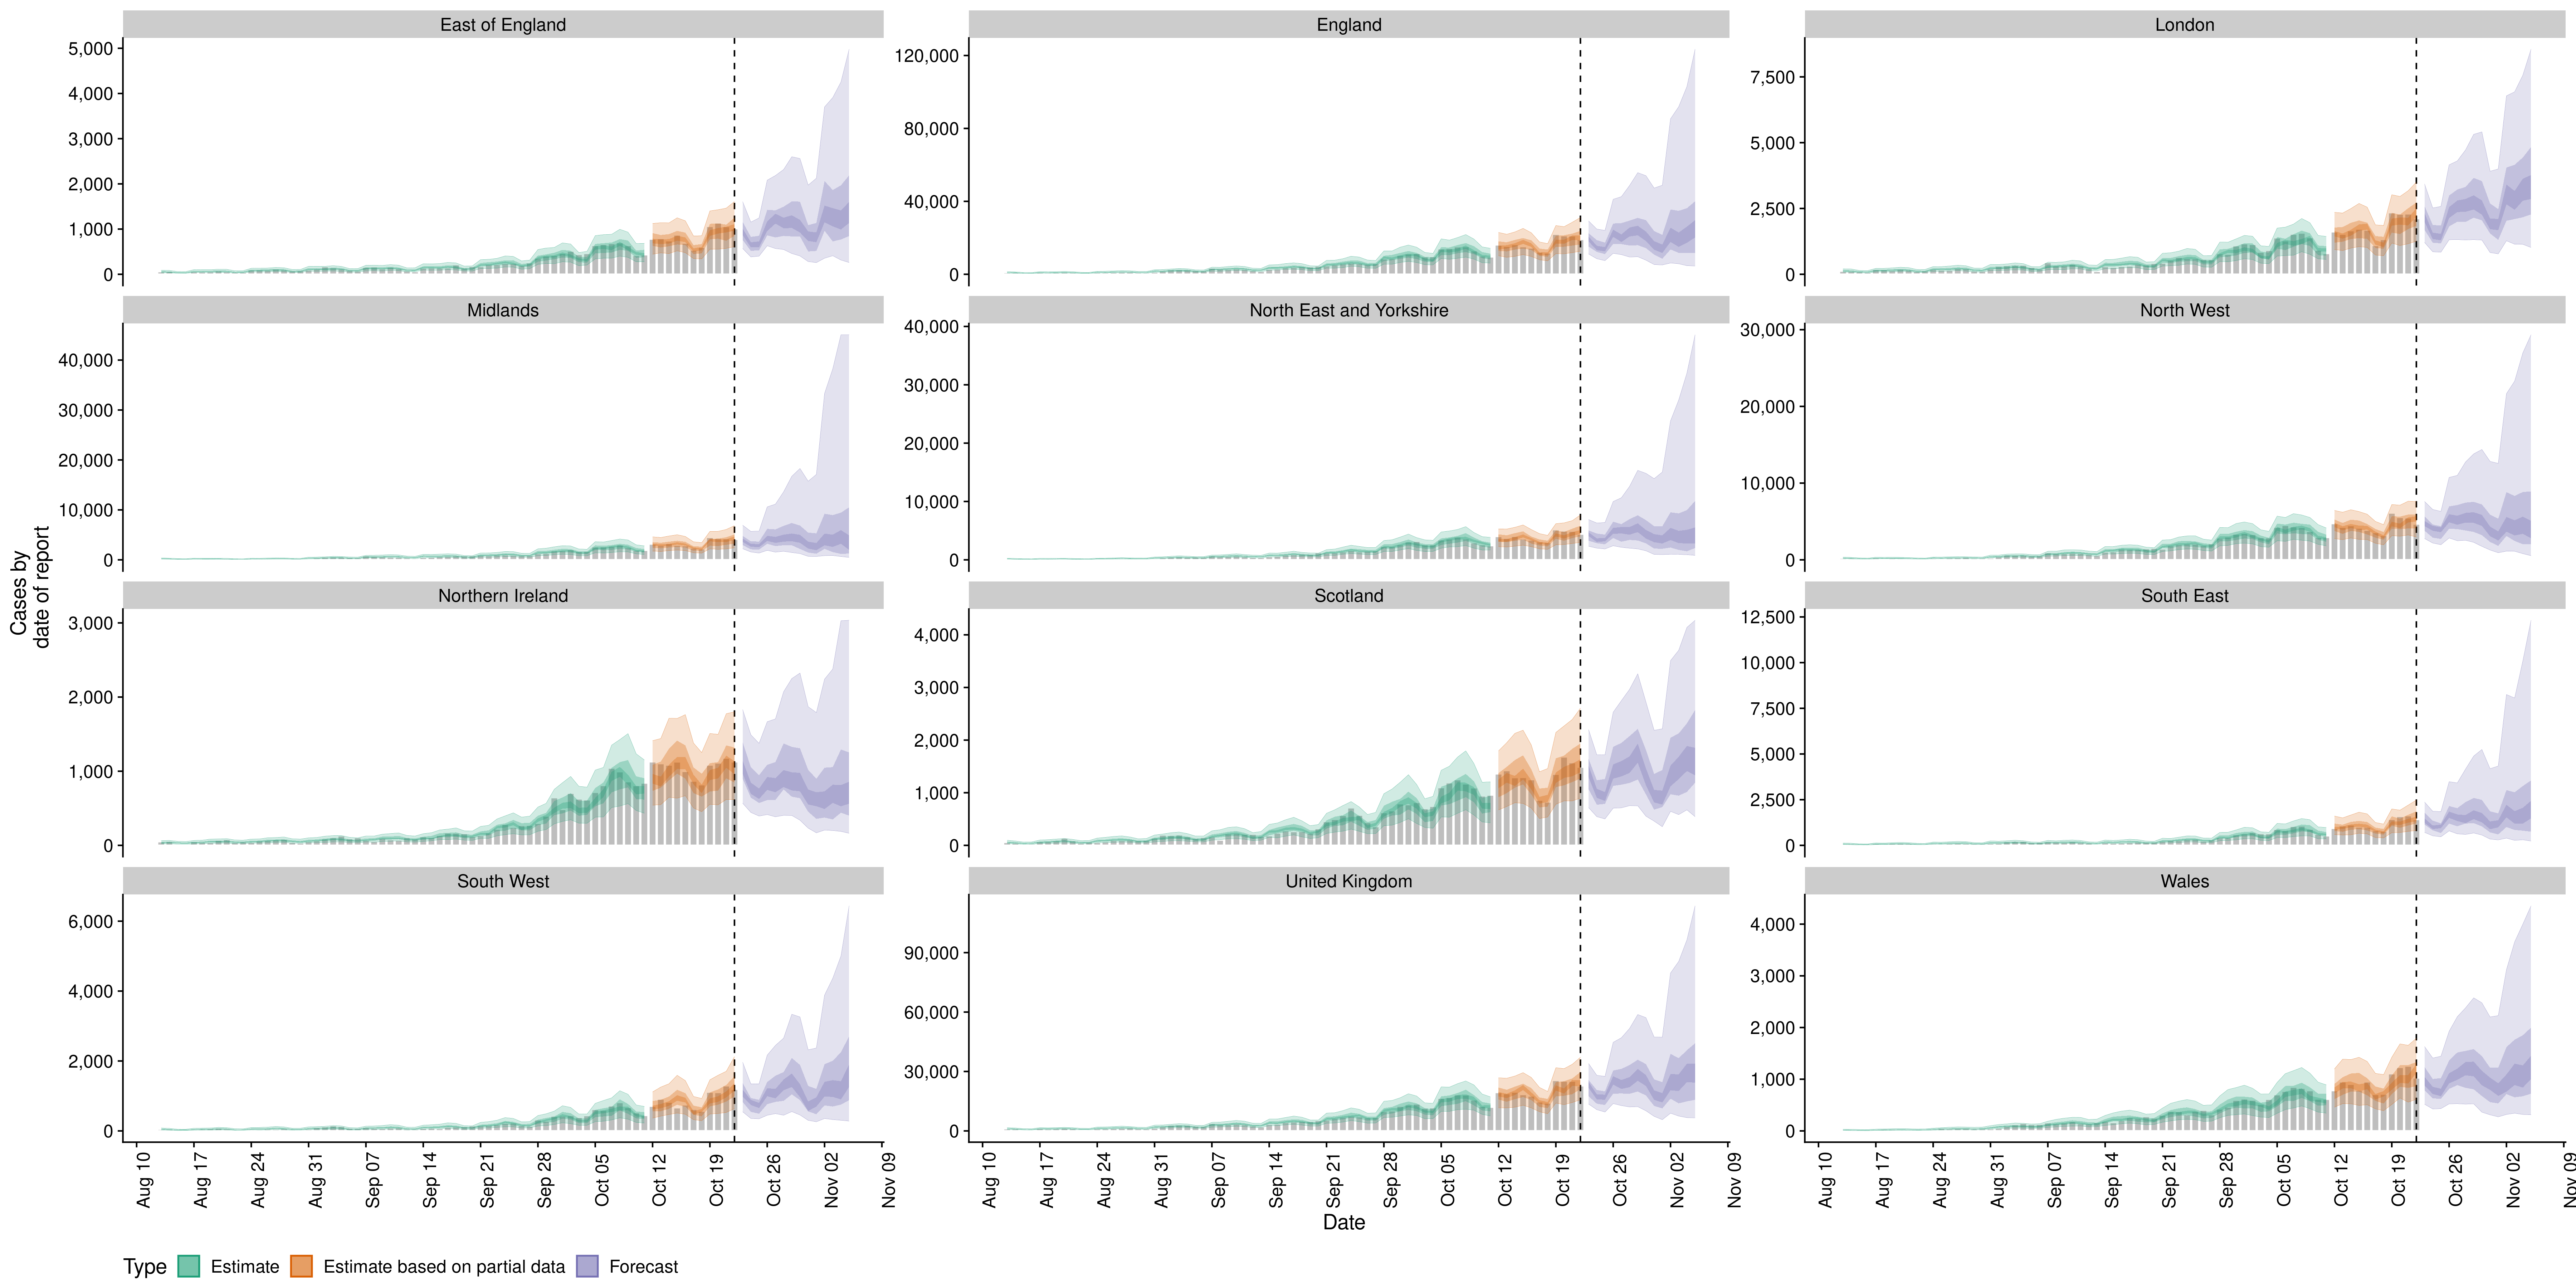 East of England
England
London
5,000
4,000
3,000
2,000
1,000
0
120,000
80,000
40,000
0
7,500
5,000
2,500
0
Midlands
North East and Yorkshire
North West
40,000
30,000
20,000
10,000
0
40,000
30,000
20,000
10,000
0
30,000
20,000
10,000
0
Cases by
date of report
Northern Ireland
Scotland
South East
3,000
2,000
1,000
0
4,000
3,000
2,000
1,000
0
12,500
10,000
7,500
5,000
2,500
0
South West
United Kingdom
Wales
6,000
4,000
2,000
0
90,000
60,000
30,000
0
4,000
3,000
2,000
1,000
0
Aug 10
Aug 17
Aug 24
Aug 31
Sep 07
Sep 14
Sep 21
Sep 28
Oct 05
Oct 12
Oct 19
Oct 26
Nov 02
Nov 09
Aug 10
Aug 17
Aug 24
Aug 31
Sep 07
Sep 14
Sep 21
Sep 28
Oct 05
Oct 12
Oct 19
Oct 26
Nov 02
Nov 09
Aug 10
Aug 17
Aug 24
Aug 31
Sep 07
Sep 14
Sep 21
Sep 28
Oct 05
Oct 12
Oct 19
Oct 26
Nov 02
Nov 09
Date
Type Estimate Estimate based on partial data Forecast